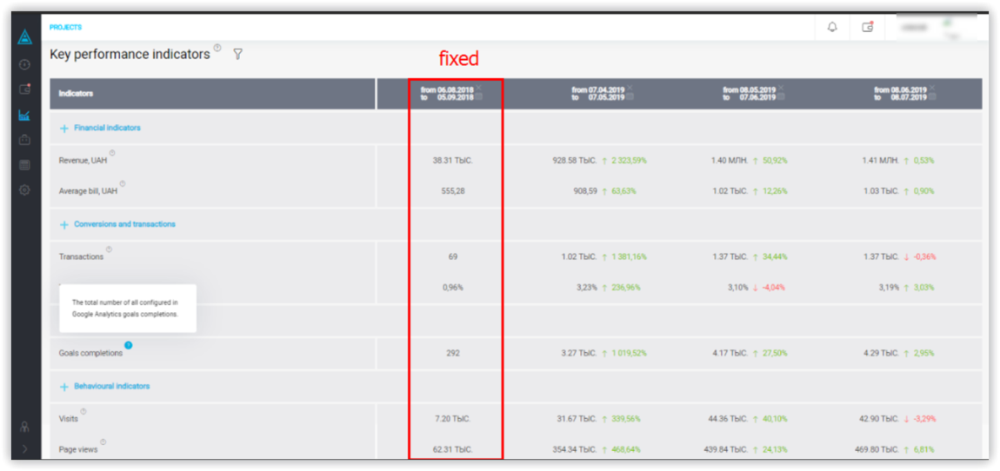 PROJECTS
Key performance indicators ?
fixed
Indicators
from 06.08.2018
to 05.09.2018
from 07.04.2019
to 07.05.2019
from 08.05.2019
to 07.06.2019
from 08.06.2019
to 08.07.2019
+ Financial indicators
Revenue, UAH ? 38.31 ТЫС. 928.58 ТЫС. ↑ 2 323,59% 1.40 МЛН. ↑ 50,92% 1.41 МЛН. ↑ 0,53%
Average bill, UAH ? 555,28 908,59 ↑ 63,63% 1.02 ТЫС. ↑ 12,26% 1.03 ТЫС. ↑ 0,90%
+ Conversions and transactions
Transactions ? 69 1.02 ТЫС. ↑ 1 381,16% 1.37 ТЫС. ↑ 34,44% 1.37 ТЫС. ↓ -0,36%
0,96% 3,23% ↑ 236,96% 3,10% ↓ -4,04% 3,19% ↑ 3,03%
The total number of all configured in
Google Analytics goals completions.
Goals completions ? 292 3.27 ТЫС. ↑ 1 019,52% 4.17 ТЫС. ↑ 27,50% 4.29 ТЫС. ↑ 2,95%
+ Behavioural indicators
Visits ? 7.20 ТЫС. 31.67 ТЫС. ↑ 339,56% 44.36 ТЫС. ↑ 40,10% 42.90 ТЫС. ↓ -3,29%
Page views ? 62.31 ТЫС. 354.34 ТЫС. ↑ 468,64% 439.84 ТЫС. ↑ 24,13% 469.80 ТЫС. ↑ 6,81%